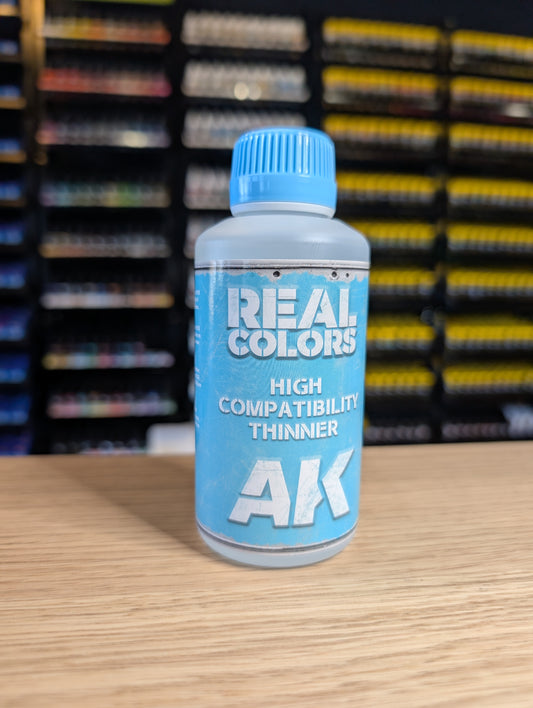 REAL
COLORS
HIGH
COMPATIBILITY
THINNER
AK